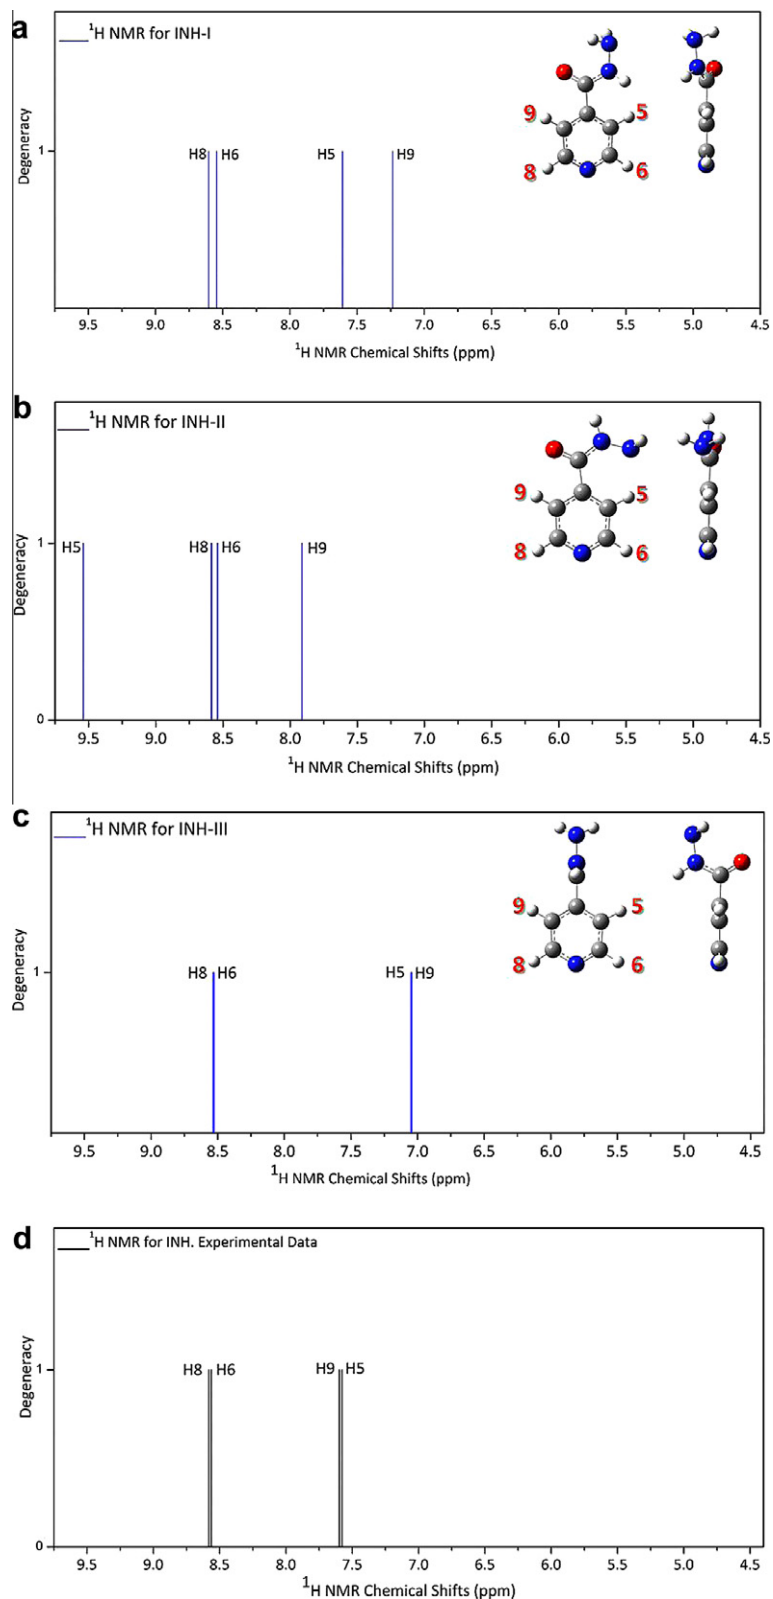 a
¹H NMR for INH-I
Degeneracy
1
H8 H6 H5 H9
9 5
8 6
9.5 9.0 8.5 8.0 7.5 7.0 6.5 6.0 5.5 5.0 4.5
¹H NMR Chemical Shifts (ppm)
b
¹H NMR for INH-II
Degeneracy
1
0
H5 H8 H6 H9
9 5
8 6
9.5 9.0 8.5 8.0 7.5 7.0 6.5 6.0 5.5 5.0 4.5
¹H NMR Chemical Shifts (ppm)
c
¹H NMR for INH-III
Degeneracy
1
H8 H6 H5 H9
9 5
8 6
9.5 9.0 8.5 8.0 7.5 7.0 6.5 6.0 5.5 5.0 4.5
¹H NMR Chemical Shifts (ppm)
d
¹H NMR for INH. Experimental Data
Degeneracy
1
0
H8 H6 H9 H5
9.5 9.0 8.5 8.0 7.5 7.0 6.5 6.0 5.5 5.0 4.5
¹H NMR Chemical Shifts (ppm)